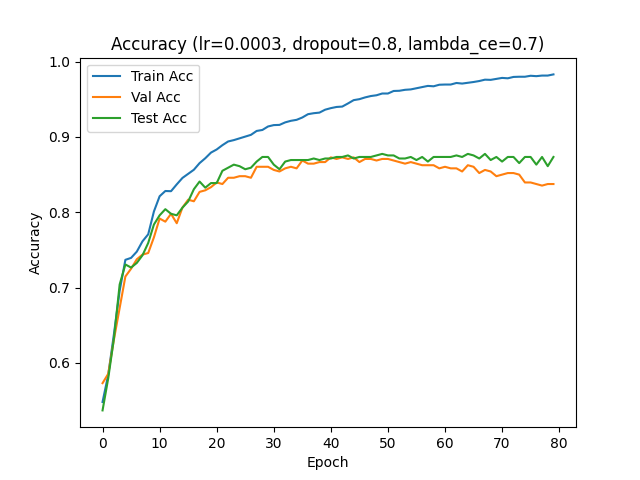 Accuracy (lr=0.0003, dropout=0.8, lambda_ce=0.7)
Train Acc
Val Acc
Test Acc
1.0
0.9
0.8
0.7
0.6
Accuracy
0 10 20 30 40 50 60 70 80
Epoch